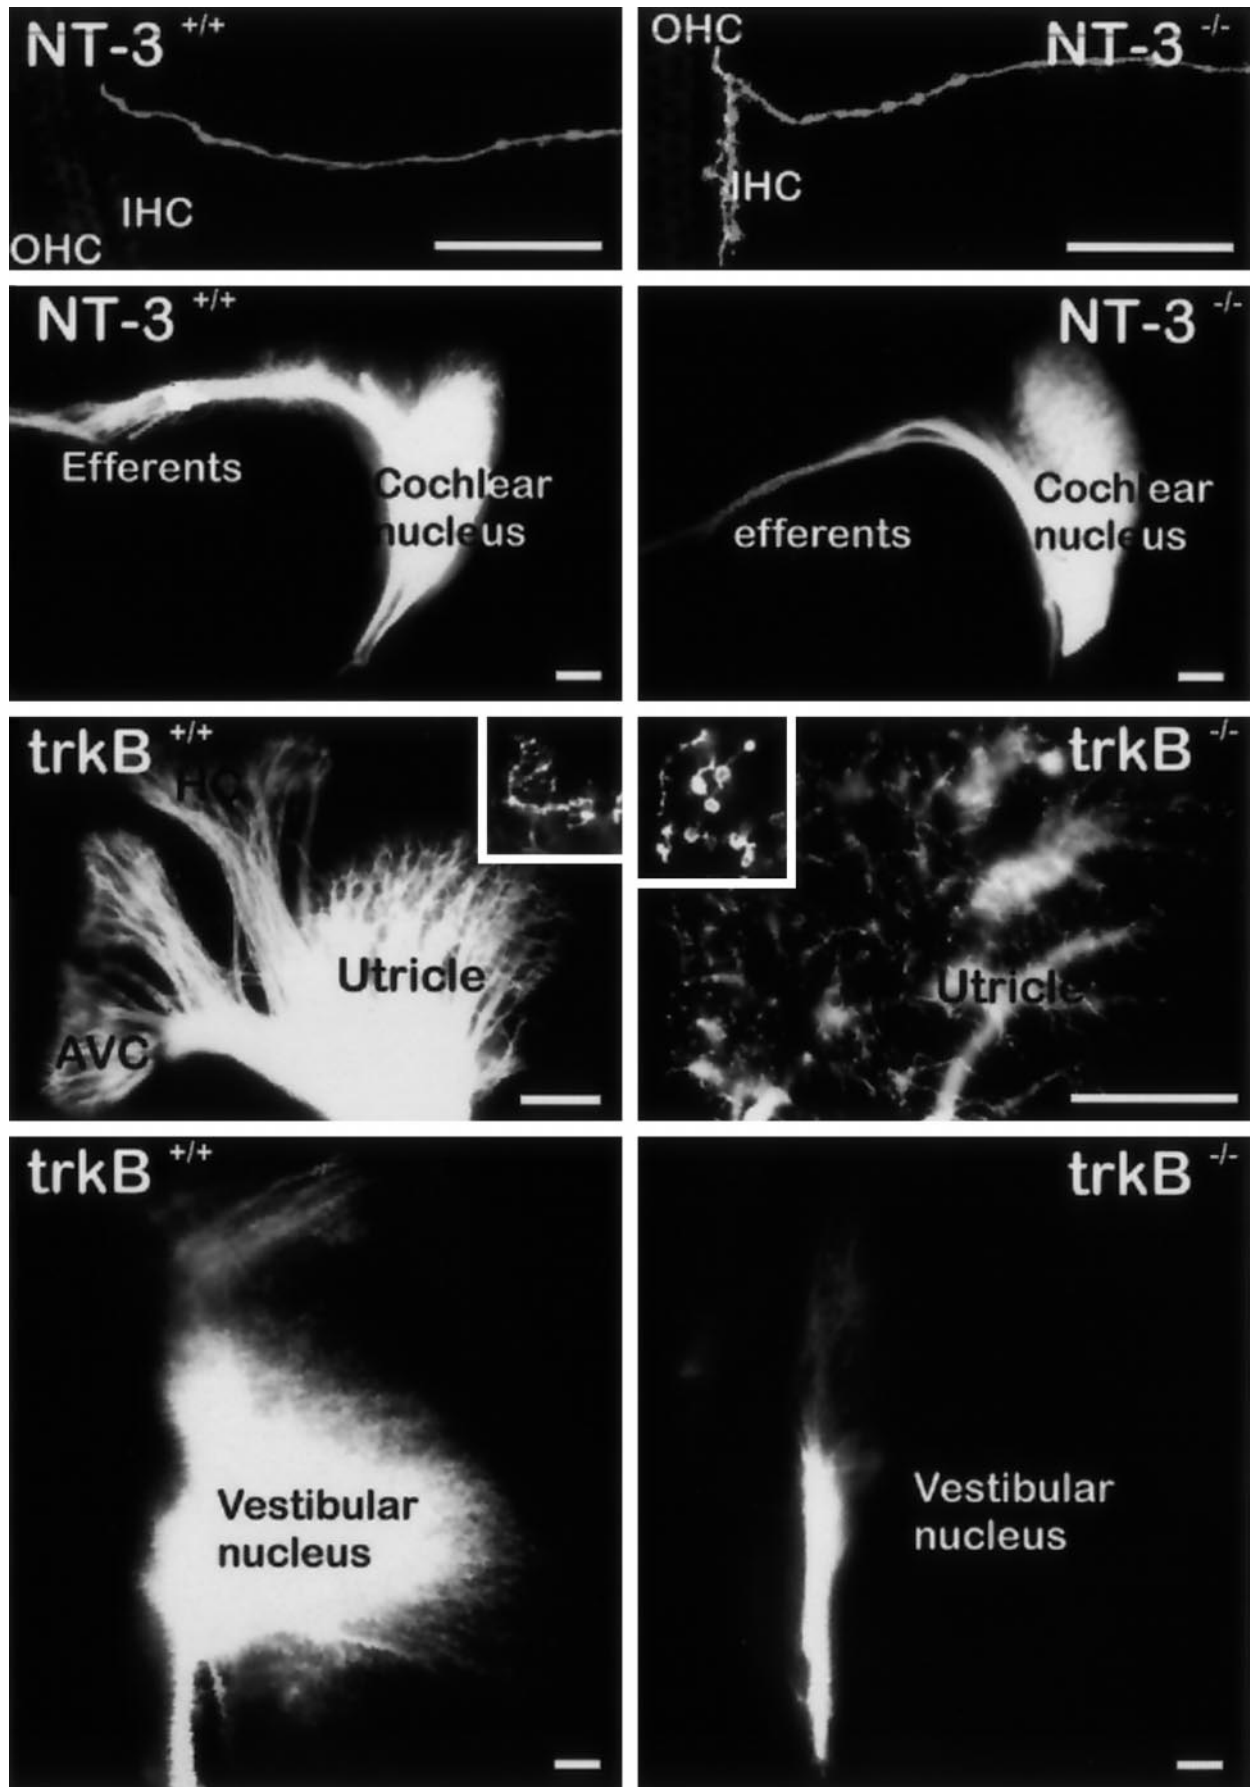 NT-3 +/+
IHC
OHC
OHC
NT-3 -/-
IHC
NT-3 +/+
Efferents
Cochlear
nucleus
NT-3 -/-
efferents
Cochlear
nucleus
trkB +/+
HC
Utricle
AVC
trkB -/-
Utricle
trkB +/+
Vestibular
nucleus
trkB -/-
Vestibular
nucleus